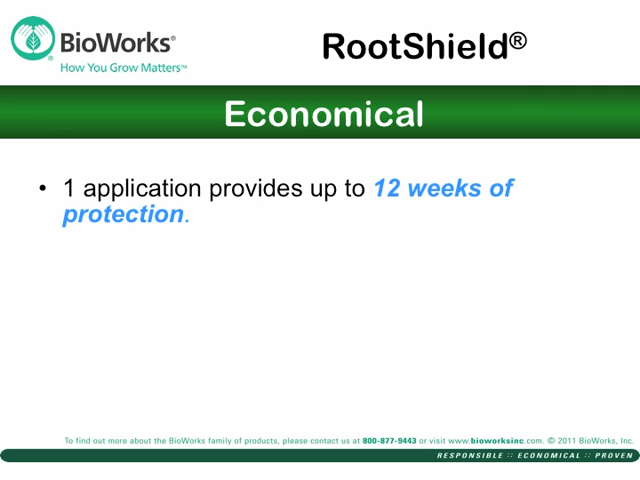 BioWorks®
How You Grow Matters™
RootShield®
Economical
• 1 application provides up to 12 weeks of
protection.
To find out more about the BioWorks family of products, please contact us at 800-877-9443 or visit www.bioworksinc.com. © 2011 BioWorks, Inc.
RESPONSIBLE :: ECONOMICAL :: PROVEN